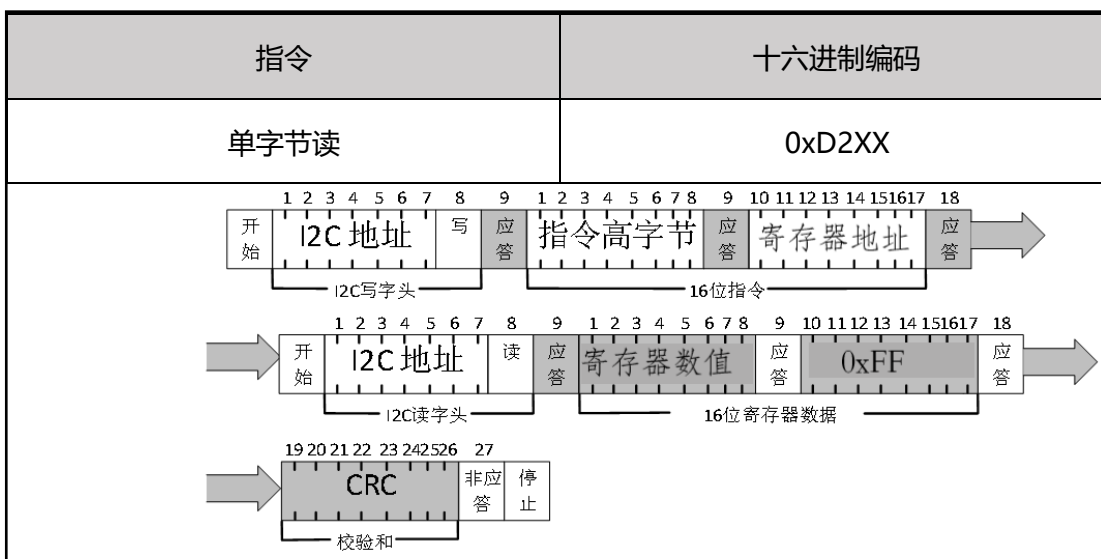 指令 十六进制编码
单字节读 0xD2XX
1 2 3 4 5 6 7 8 9 1 2 3 4 5 6 7 8 9 10 11 12 13 14 15 16 17 18
开始 I2C 地址 写 应答 指令高字节 应答 寄存器地址 应答
I2C写字头 16位指令
1 2 3 4 5 6 7 8 9 1 2 3 4 5 6 7 8 9 10 11 12 13 14 15 16 17 18
开始 I2C 地址 读 应答 寄存器数值 应答 0xFF 应答
I2C读字头 16位寄存器数据
19 20 21 22 23 24 25 26 27
CRC 非应答 停止
校验和